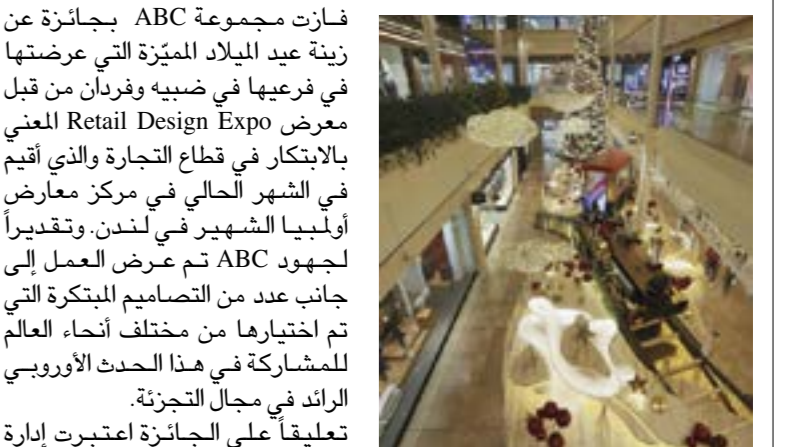 فازت مجموعة ABC بجائزة عن
زينة عيد الميلاد المميّزة التي عرضتها
في فرعيها في ضبيه وفردان من قبل
معرض Retail Design Expo المعني
بالابتكار في قطاع التجارة والذي أقيم
في الشهر الحالي في مركز معارض
أولمبيا الشهير في لندن. وتقديراً
لجهود ABC تم عرض العمل إلى
جانب عدد من التصاميم المبتكرة التي
تم اختيارها من مختلف أنحاء العالم
للمشاركة في هذا الحدث الأوروبي
الرائد في مجال التجزئة.
تعليقاً على الجائزة اعتبرت إدارة